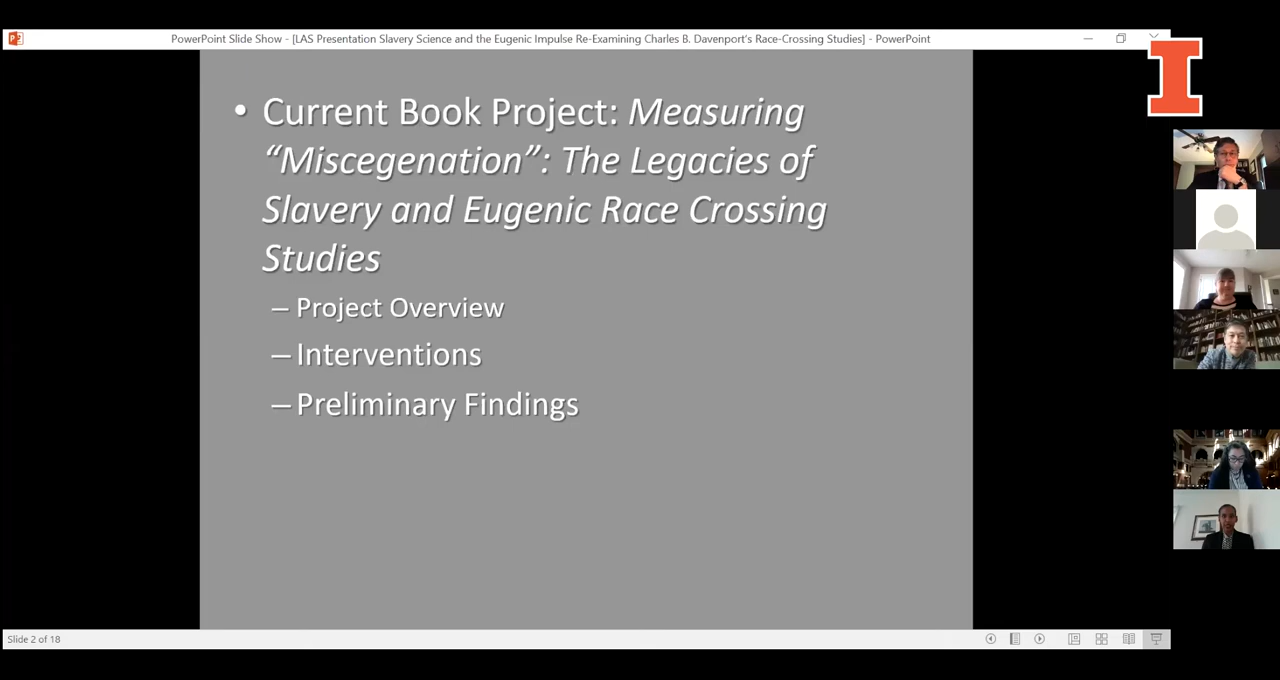 PowerPoint Slide Show - [LAS Presentation Slavery Science and the Eugenic Impulse Re-Examining Charles B. Davenport's Race-Crossing Studies] - PowerPoint
I
• Current Book Project: Measuring
“Miscegenation”: The Legacies of
Slavery and Eugenic Race Crossing
Studies
– Project Overview
– Interventions
– Preliminary Findings
Slide 2 of 18